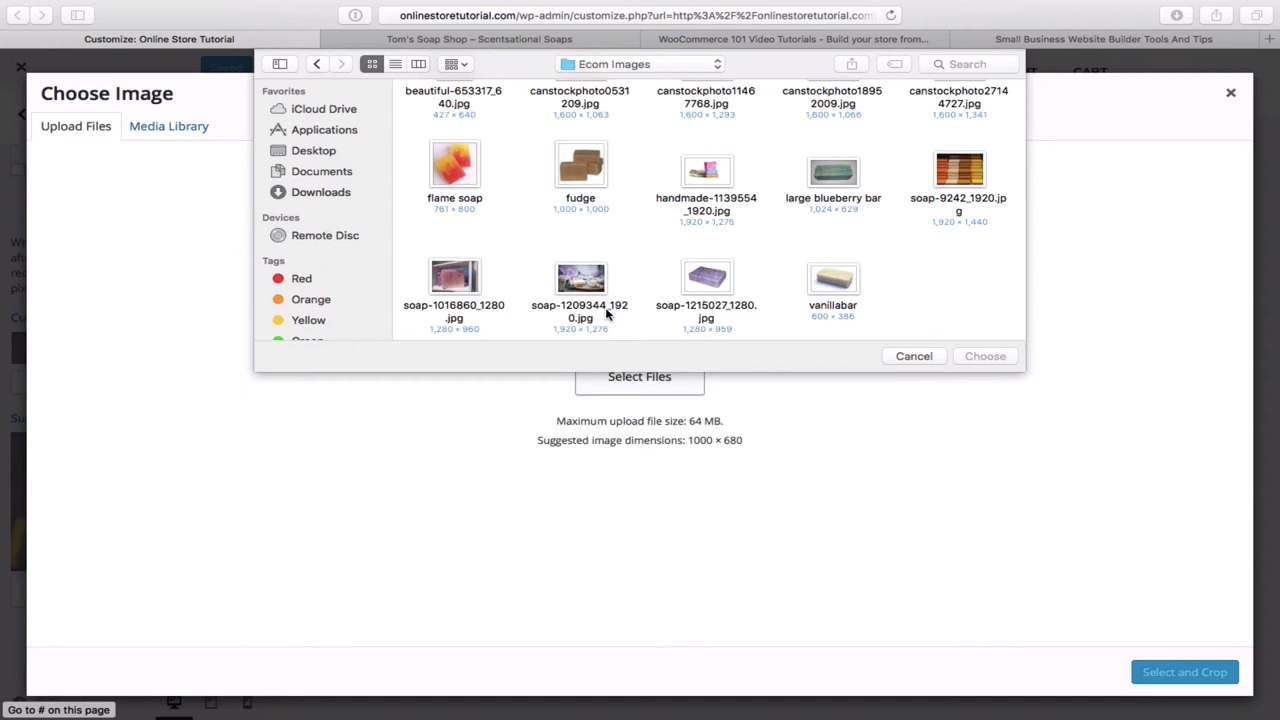 onlinestoretutorial.com/wp-admin/customize.php?url=http%3A%2F%2Fonlinestoretutorial.com…
Customize: Online Store Tutorial
Tom's Soap Shop – Scentsational Soaps
WooCommerce 101 Video Tutorials - Build your store from...
Small Business Website Builder Tools And Tips
Ecom Images
Search
Choose Image
Upload Files
Media Library
Favorites
iCloud Drive
Applications
Desktop
Documents
Downloads
Devices
Remote Disc
Tags
Red
Orange
Yellow
beautiful-653317_6
40.jpg
427 × 640
canstockphoto0531
209.jpg
1,600 × 1,063
canstockphoto1146
7768.jpg
1,600 × 1,293
canstockphoto1895
2009.jpg
1,600 × 1,066
canstockphoto2714
4727.jpg
1,600 × 1,341
flame soap
761 × 800
fudge
1,000 × 1,000
handmade-1139554
_1920.jpg
1,920 × 1,275
large blueberry bar
1,024 × 629
soap-9242_1920.jp
g
1,920 × 1,440
soap-1016860_1280
.jpg
1,280 × 960
soap-1209344_192
0.jpg
1,920 × 1,276
soap-1215027_1280.
jpg
1,280 × 959
vanillabar
600 × 386
Cancel
Choose
Select Files
Maximum upload file size: 64 MB.
Suggested image dimensions: 1000 × 680
Select and Crop
Go to # on this page